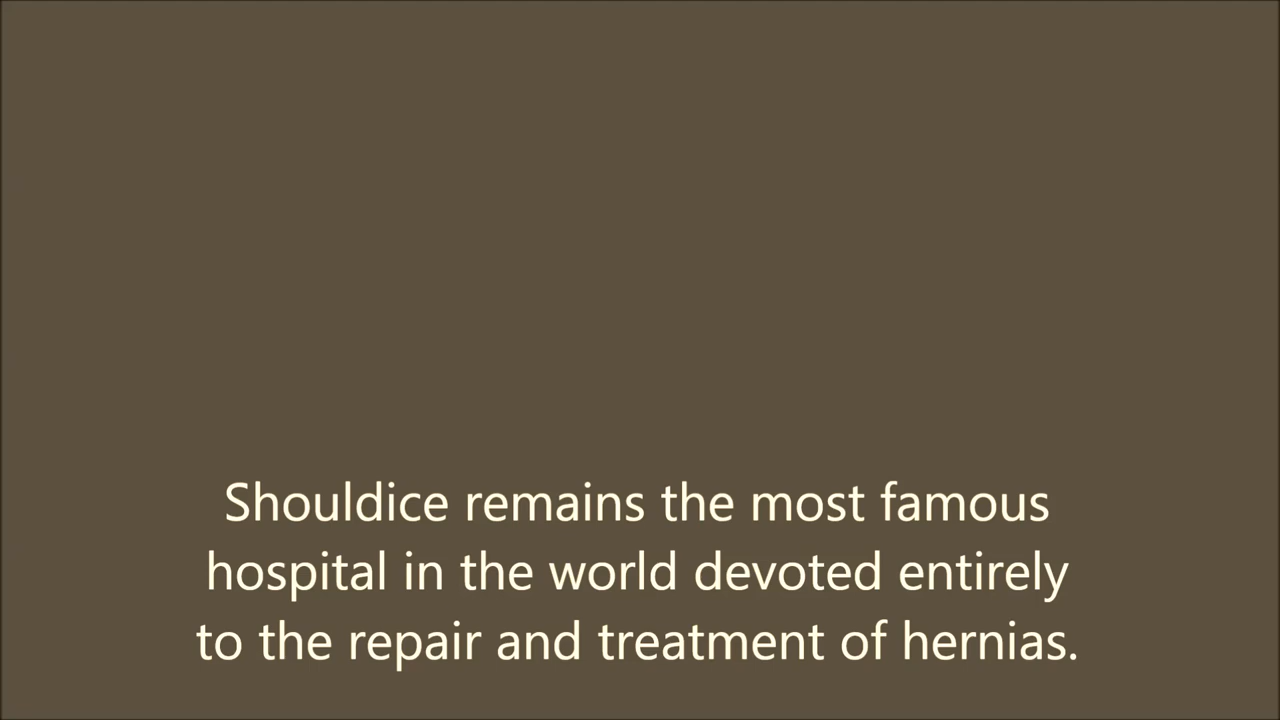 Shouldice remains the most famous
hospital in the world devoted entirely
to the repair and treatment of hernias.